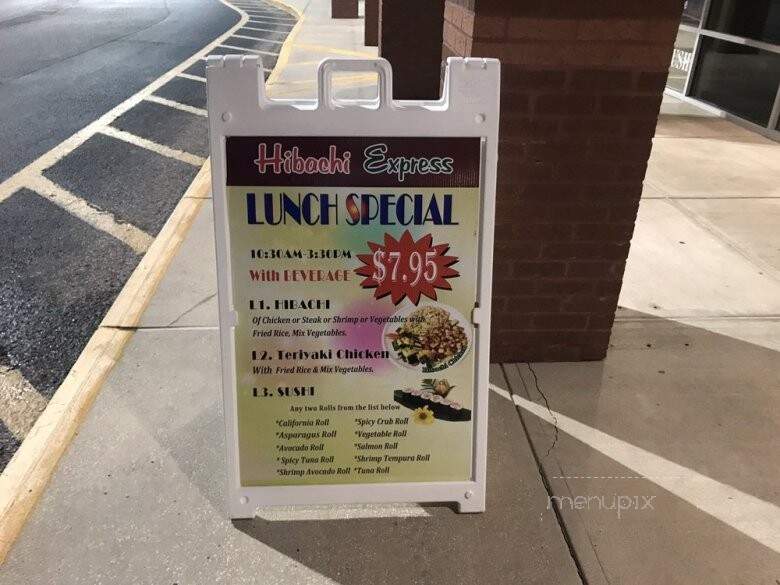 Hibachi Express
LUNCH SPECIAL
10:30AM-3:30PM
With BEVERAGE
$7.95
L1. HIBACHI
Of Chicken or Steak or Shrimp or Vegetables with
Fried Rice, Mix Vegetables.
L2. Teriyaki Chicken
With Fried Rice & Mix Vegetables.
L3. SUSHI
Any two Rolls from the list below
*California Roll *Spicy Crab Roll
*Asparagus Roll *Vegetable Roll
*Avocado Roll *Salmon Roll
*Spicy Tuna Roll *Shrimp Tempura Roll
*Shrimp Avocado Roll *Tuna Roll
menupix